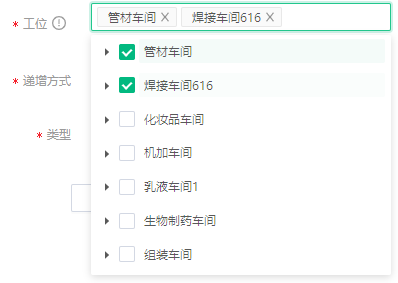 * 工位 管材车间 X 焊接车间616 X
管材车间
* 递增方式 焊接车间616
化妆品车间
* 类型 机加车间
乳液车间1
生物制药车间
组装车间